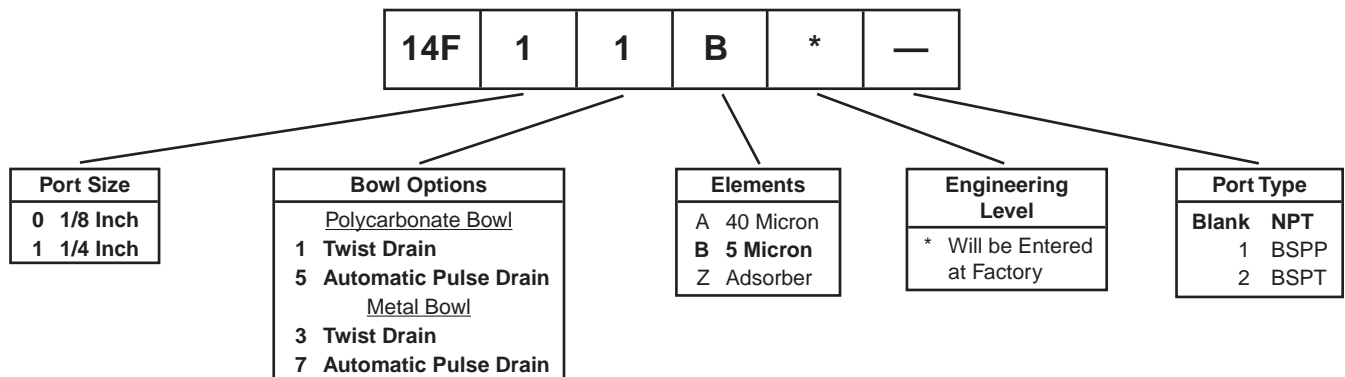 14F 1 1 B * —
Port Size
0 1/8 Inch
1 1/4 Inch
Bowl Options
Polycarbonate Bowl
1 Twist Drain
5 Automatic Pulse Drain
Metal Bowl
3 Twist Drain
7 Automatic Pulse Drain
Elements
A 40 Micron
B 5 Micron
Z Adsorber
Engineering
Level
* Will be Entered
at Factory
Port Type
Blank NPT
1 BSPP
2 BSPT